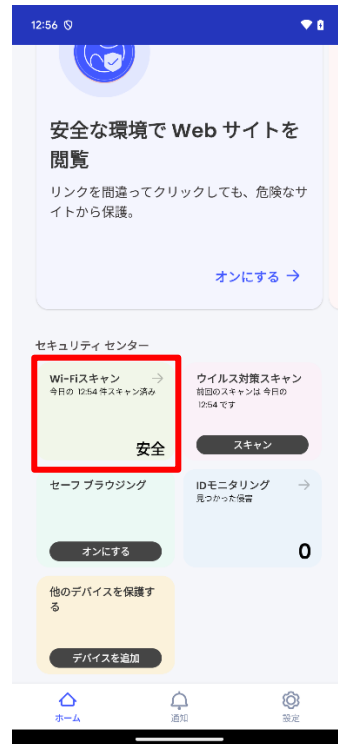 12:56
安全な環境で Web サイトを
閲覧
リンクを間違ってクリックしても、危険なサ
イトから保護。
オンにする →
セキュリティ センター
Wi-Fiスキャン →
今日の 12:54 件スキャン済み
安全
ウイルス対策スキャン
前回のスキャンは 今日の
12:54 です
スキャン
セーフ ブラウジング
オンにする
IDモニタリング →
見つかった侵害
0
他のデバイスを保護す
る
デバイスを追加
ホーム
通知
設定